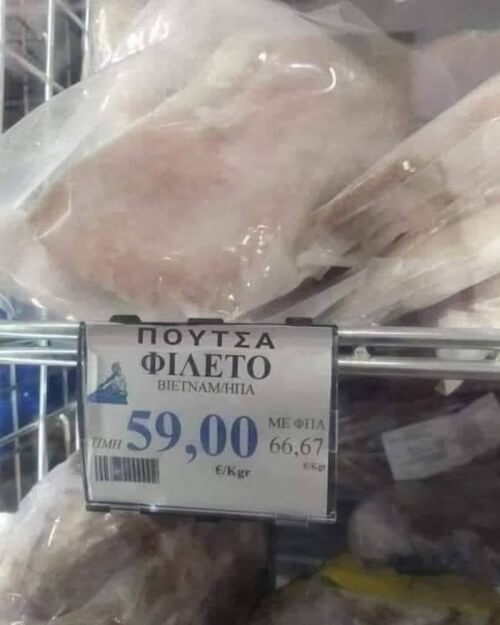 ΠΟΥΤΣΑ
ΦΙΛΕΤΟ
ΒΙΕΤΝΑΜ/ΗΠΑ
ΤΙΜΗ 59,00 ΜΕ ΦΠΑ
66,67
€/Kgr €/Kgr